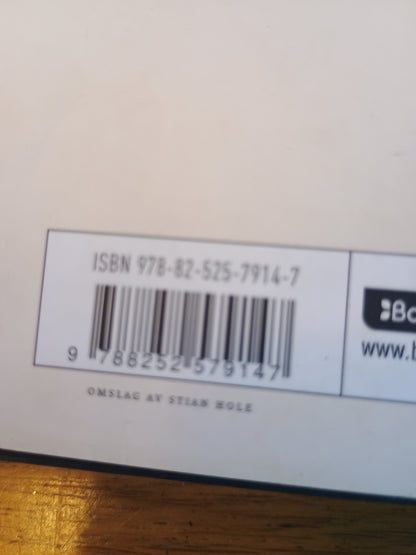 ISBN 978-82-525-7914-7
9 788252 579147
OMSLAG AV STIAN HOLE
www.b